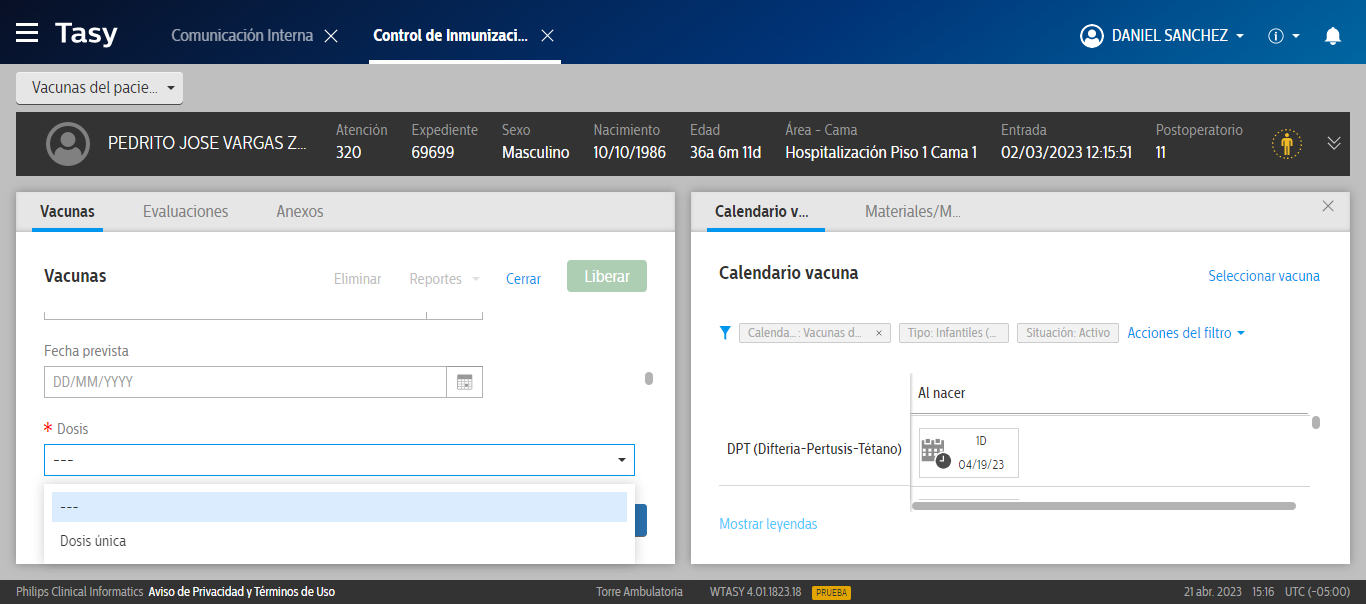 Tasy
Comunicación Interna
Control de Inmunizaci...
DANIEL SANCHEZ
Vacunas del pacie...
PEDRITO JOSE VARGAS Z...
Atención
320
Expediente
69699
Sexo
Masculino
Nacimiento
10/10/1986
Edad
36a 6m 11d
Área - Cama
Hospitalización Piso 1 Cama 1
Entrada
02/03/2023 12:15:51
Postoperatorio
11
Vacunas
Evaluaciones
Anexos
Vacunas
Eliminar
Reportes
Cerrar
Liberar
Fecha prevista
DD/MM/YYYY
* Dosis
---
---
Dosis única
Calendario v...
Materiales/M...
Calendario vacuna
Seleccionar vacuna
Calenda... : Vacunas d... ×
Tipo: Infantiles (...
Situación: Activo
Acciones del filtro
Al nacer
DPT (Difteria-Pertusis-Tétano)
1D
04/19/23
Mostrar leyendas
Philips Clinical Informatics Aviso de Privacidad y Términos de Uso
Torre Ambulatoria
WTASY 4.01.1823.18
PRUEBA
21 abr. 2023
15:16
UTC (-05:00)